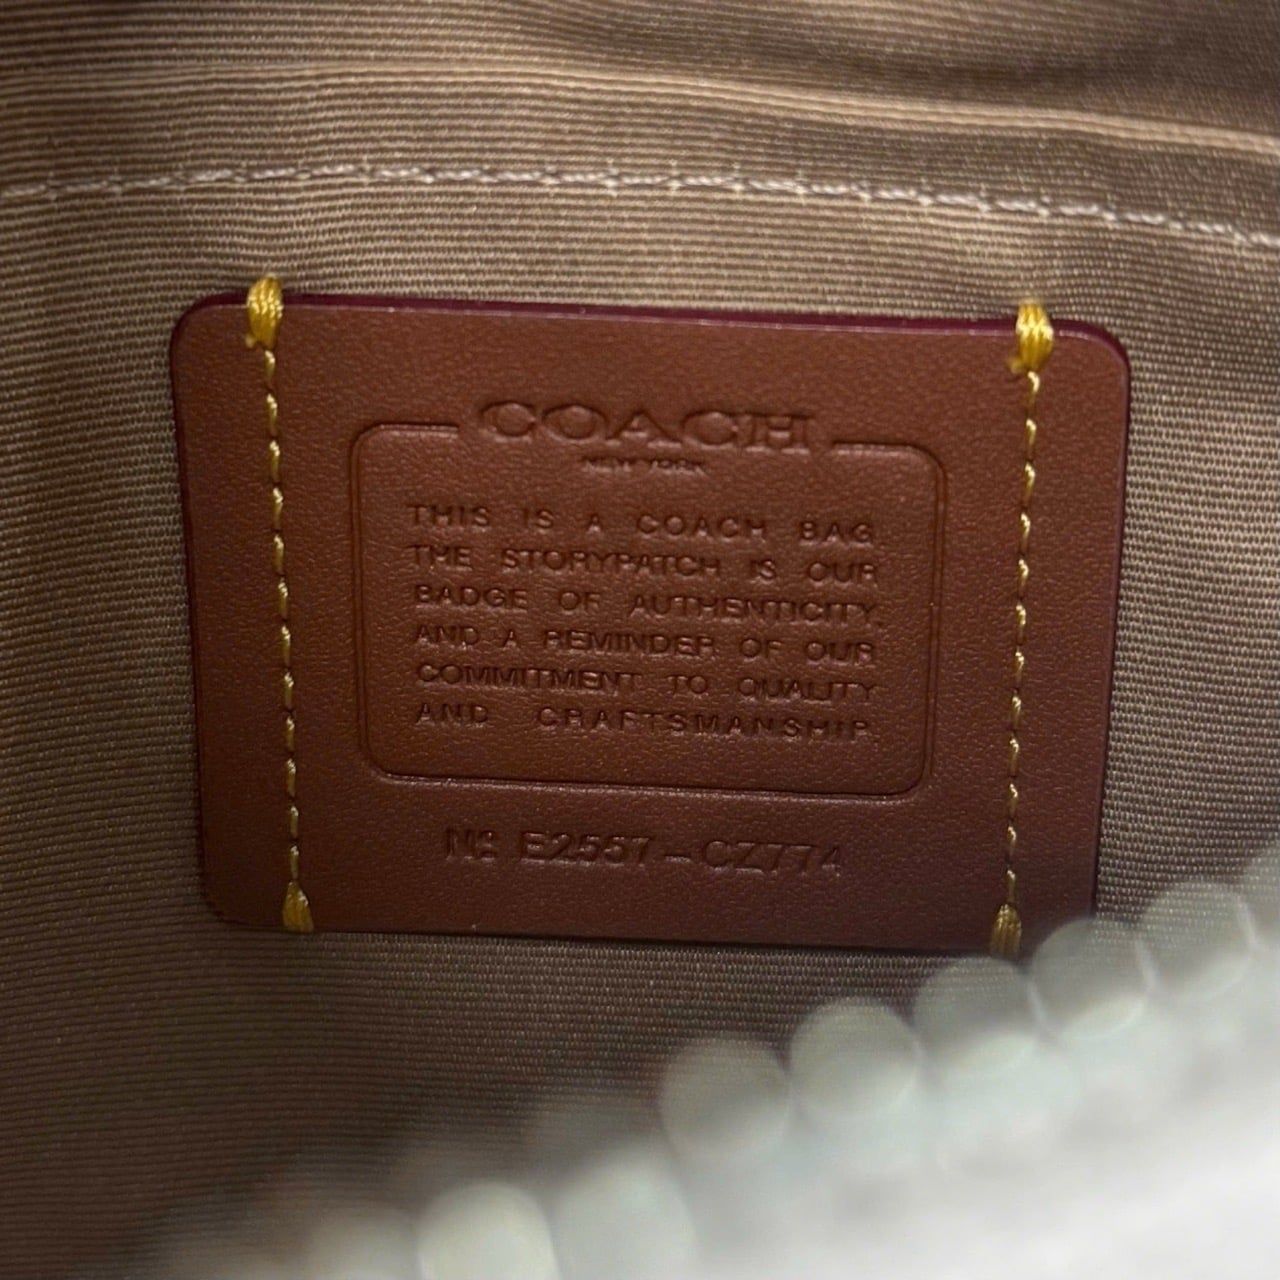 COACH
NEW YORK
THIS IS A COACH BAG.
THE STORYPATCH IS OUR
BADGE OF AUTHENTICITY,
AND A REMINDER OF OUR
COMMITMENT TO QUALITY
AND CRAFTSMANSHIP.
No E2557-CZ774